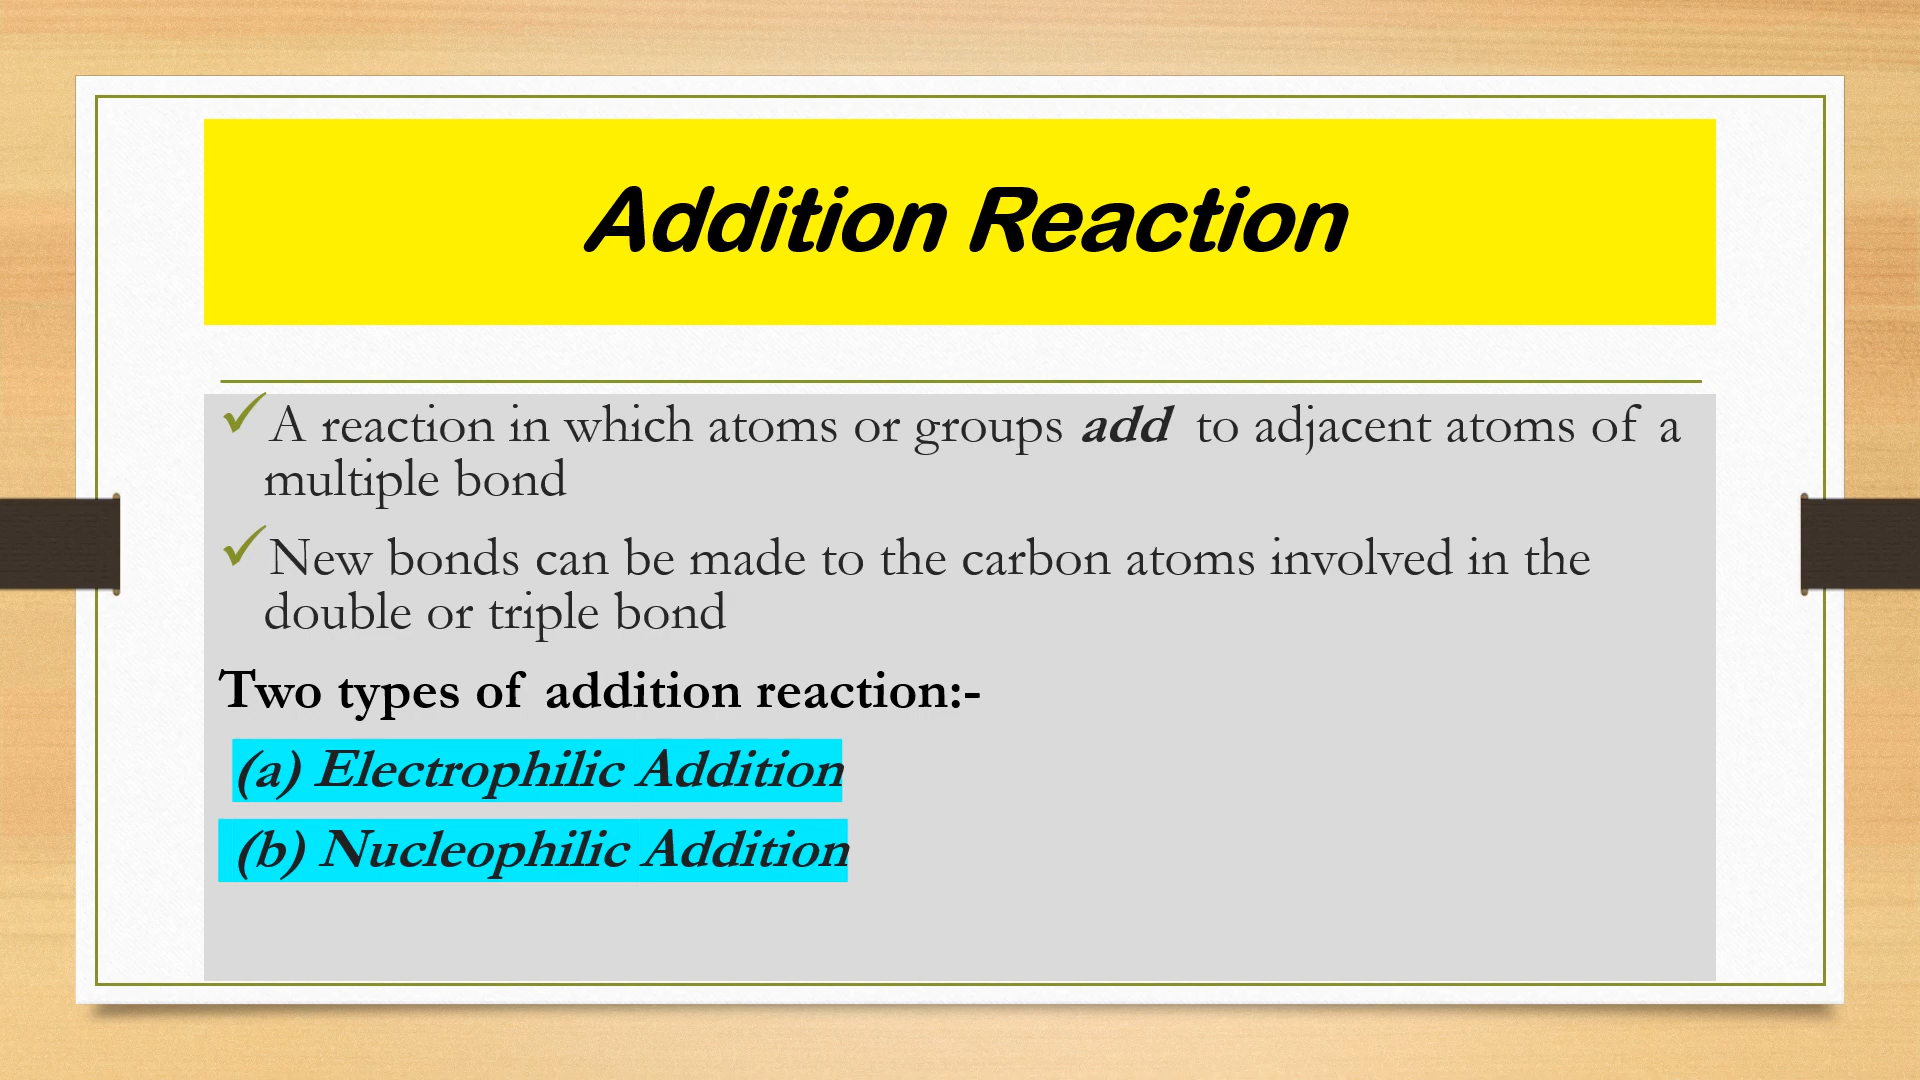 Addition Reaction
✓A reaction in which atoms or groups add to adjacent atoms of a
multiple bond
✓New bonds can be made to the carbon atoms involved in the
double or triple bond
Two types of addition reaction:-
(a) Electrophilic Addition
(b) Nucleophilic Addition